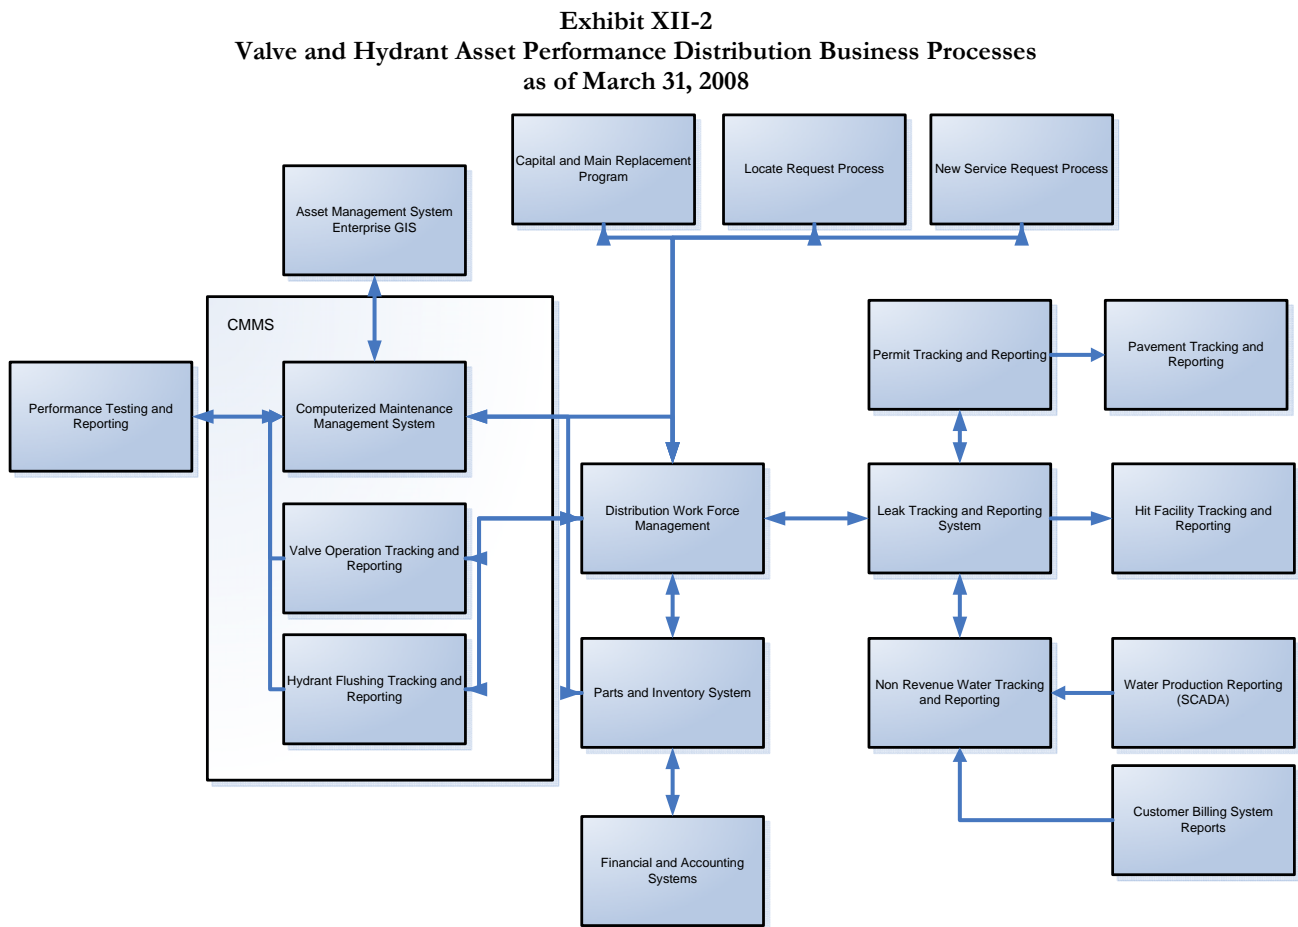 Exhibit XII-2
Valve and Hydrant Asset Performance Distribution Business Processes
as of March 31, 2008
Capital and Main Replacement
Program
Locate Request Process
New Service Request Process
Asset Management System
Enterprise GIS
CMMS
Performance Testing and
Reporting
Computerized Maintenance
Management System
Permit Tracking and Reporting
Pavement Tracking and
Reporting
Valve Operation Tracking and
Reporting
Distribution Work Force
Management
Leak Tracking and Reporting
System
Hit Facility Tracking and
Reporting
Hydrant Flushing Tracking and
Reporting
Parts and Inventory System
Non Revenue Water Tracking
and Reporting
Water Production Reporting
(SCADA)
Customer Billing System
Reports
Financial and Accounting
Systems